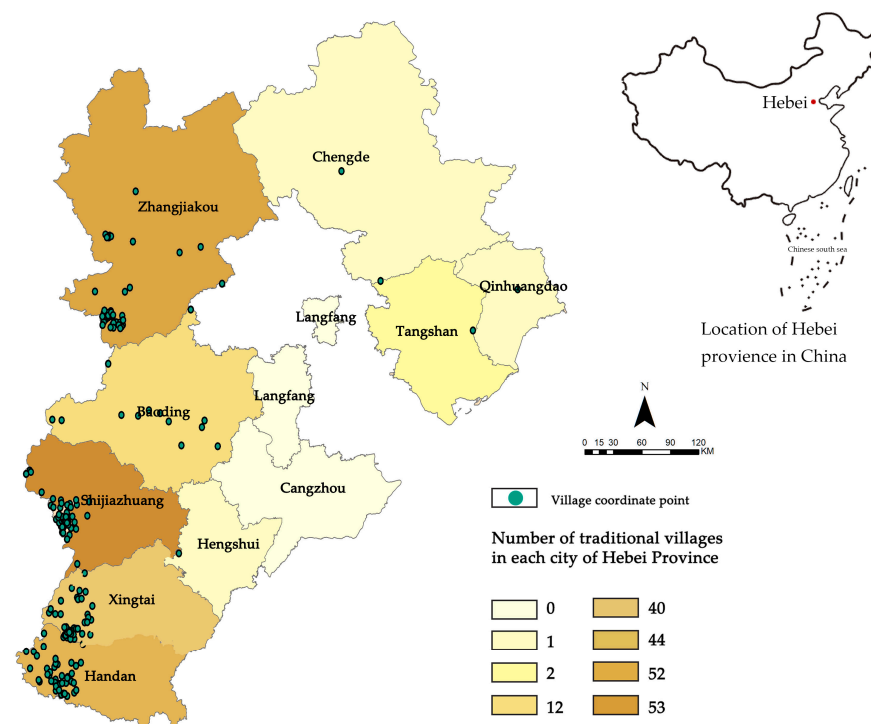 Chengde
Zhangjiakou
Qinhuangdao
Langfang
Tangshan
Langfang
Baoding
Shijiazhuang
Cangzhou
Hengshui
Xingtai
Handan
Hebei
Chinese south sea
Location of Hebei
provience in China
N
0 15 30 60 90 120
KM
Village coordinate point
Number of traditional villages
in each city of Hebei Province
0
1
2
12
40
44
52
53